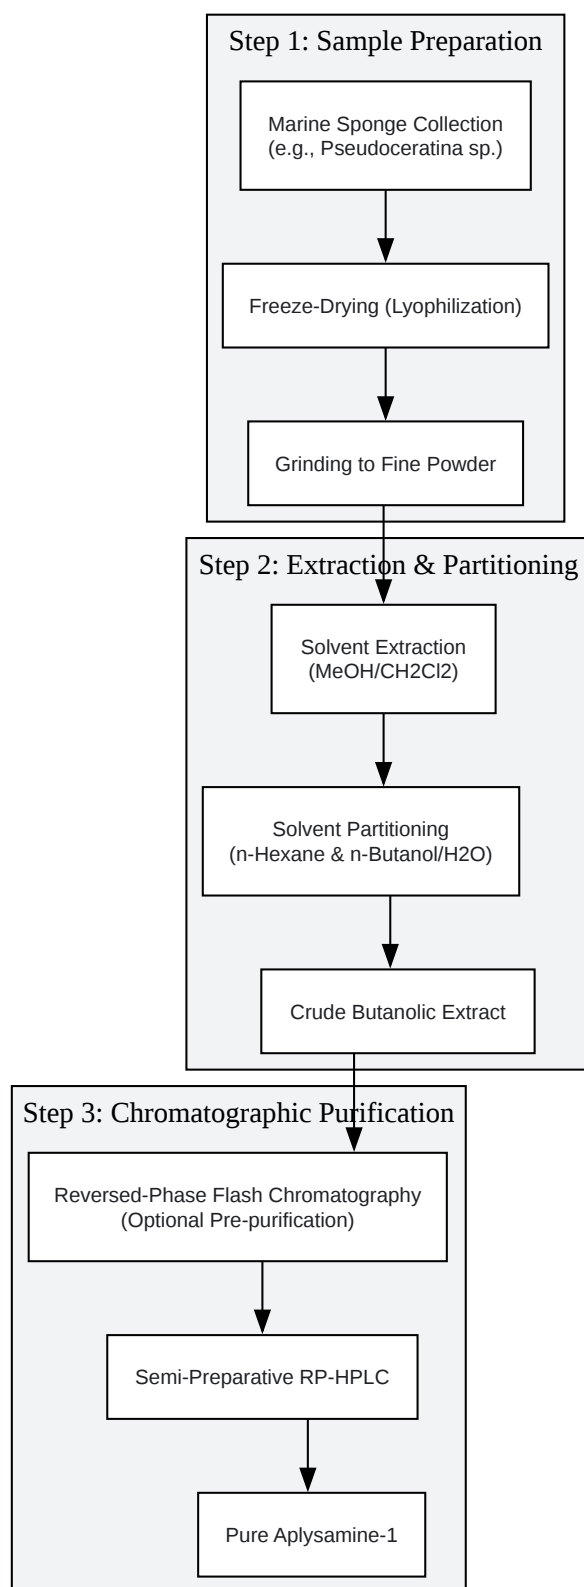 Step 1: Sample Preparation
Marine Sponge Collection
(e.g., Pseudoceratina sp.)
Freeze-Drying (Lyophilization)
Grinding to Fine Powder
Step 2: Extraction & Partitioning
Solvent Extraction
(MeOH/CH2Cl2)
Solvent Partitioning
(n-Hexane & n-Butanol/H2O)
Crude Butanolic Extract
Step 3: Chromatographic Purification
Reversed-Phase Flash Chromatography
(Optional Pre-purification)
Semi-Preparative RP-HPLC
Pure Aplysamine-1